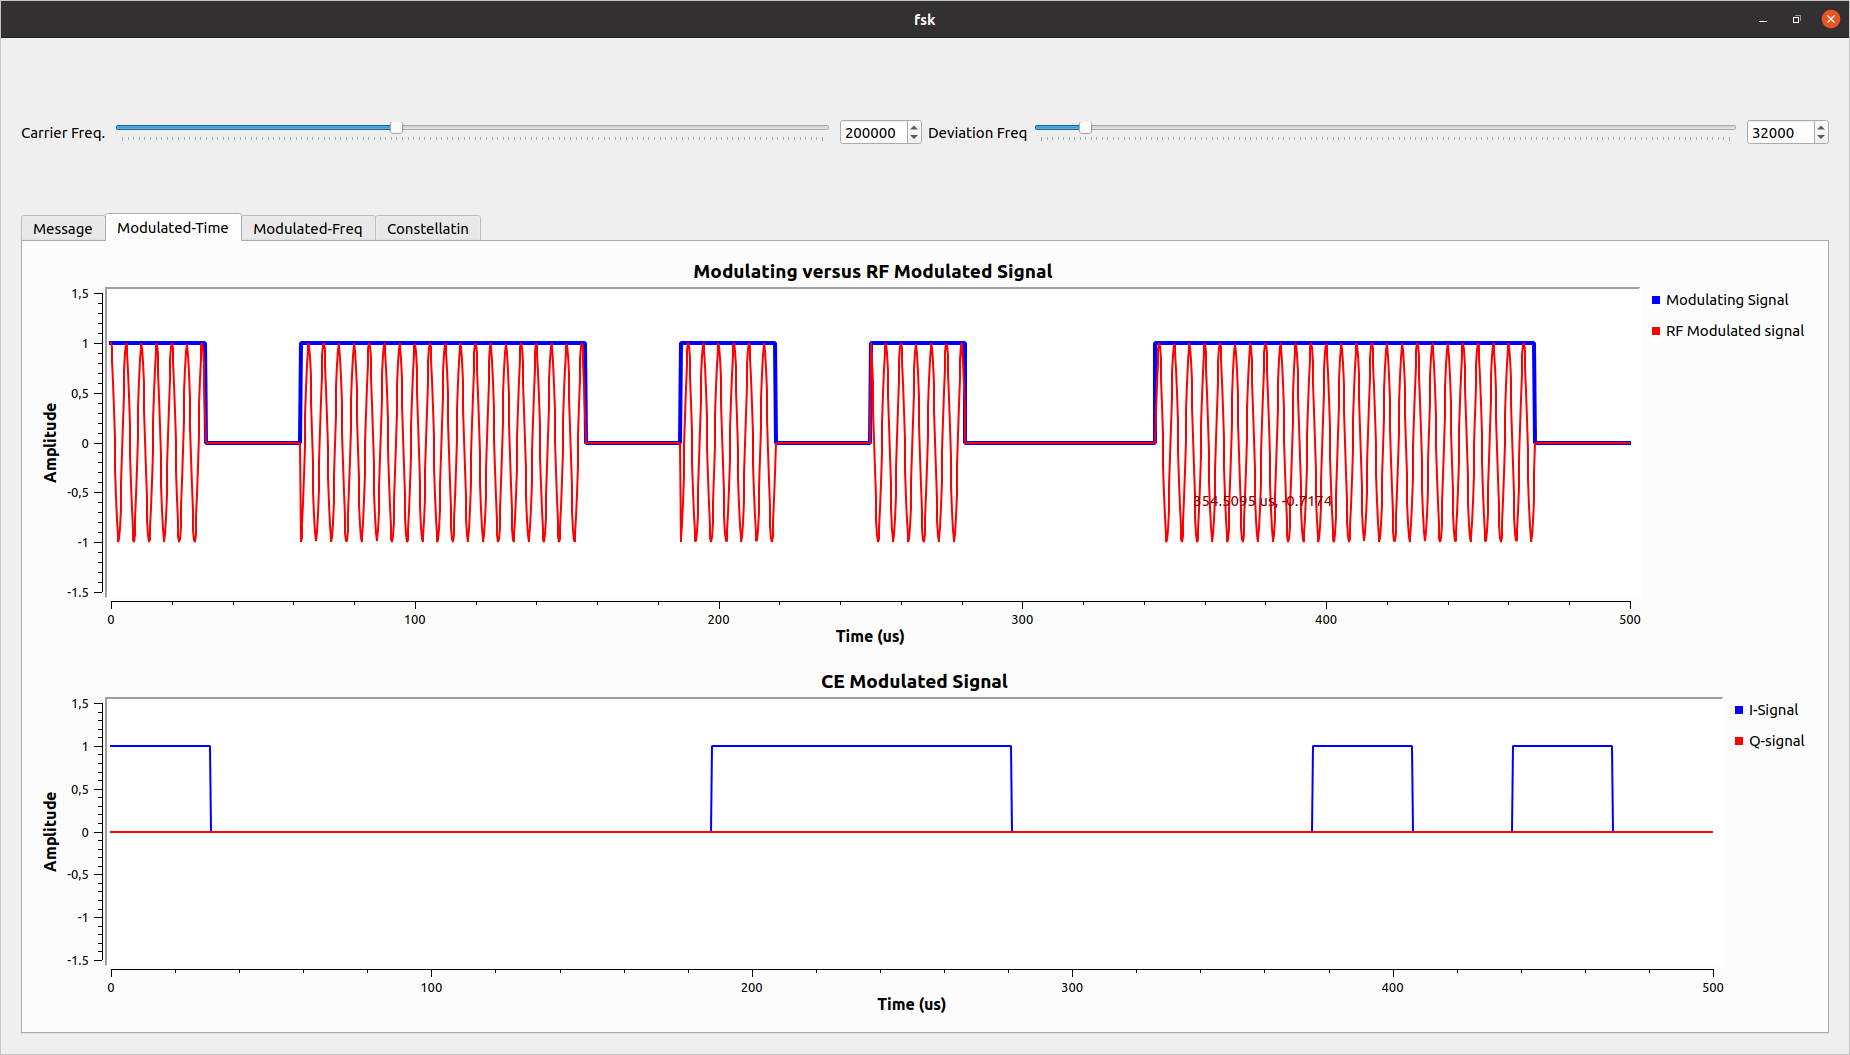 fsk
Carrier Freq. 200000 Deviation Freq 32000
Message Modulated-Time Modulated-Freq Constellatin
Modulating versus RF Modulated Signal
Modulating Signal
RF Modulated signal
Amplitude
1,5
1
0,5
0
-0,5
-1
-1.5
354.5095 us, -0.7174
0 100 200 300 400 500
Time (us)
CE Modulated Signal
I-Signal
Q-signal
Amplitude
1,5
1
0,5
0
-0,5
-1
-1.5
0 100 200 300 400 500
Time (us)